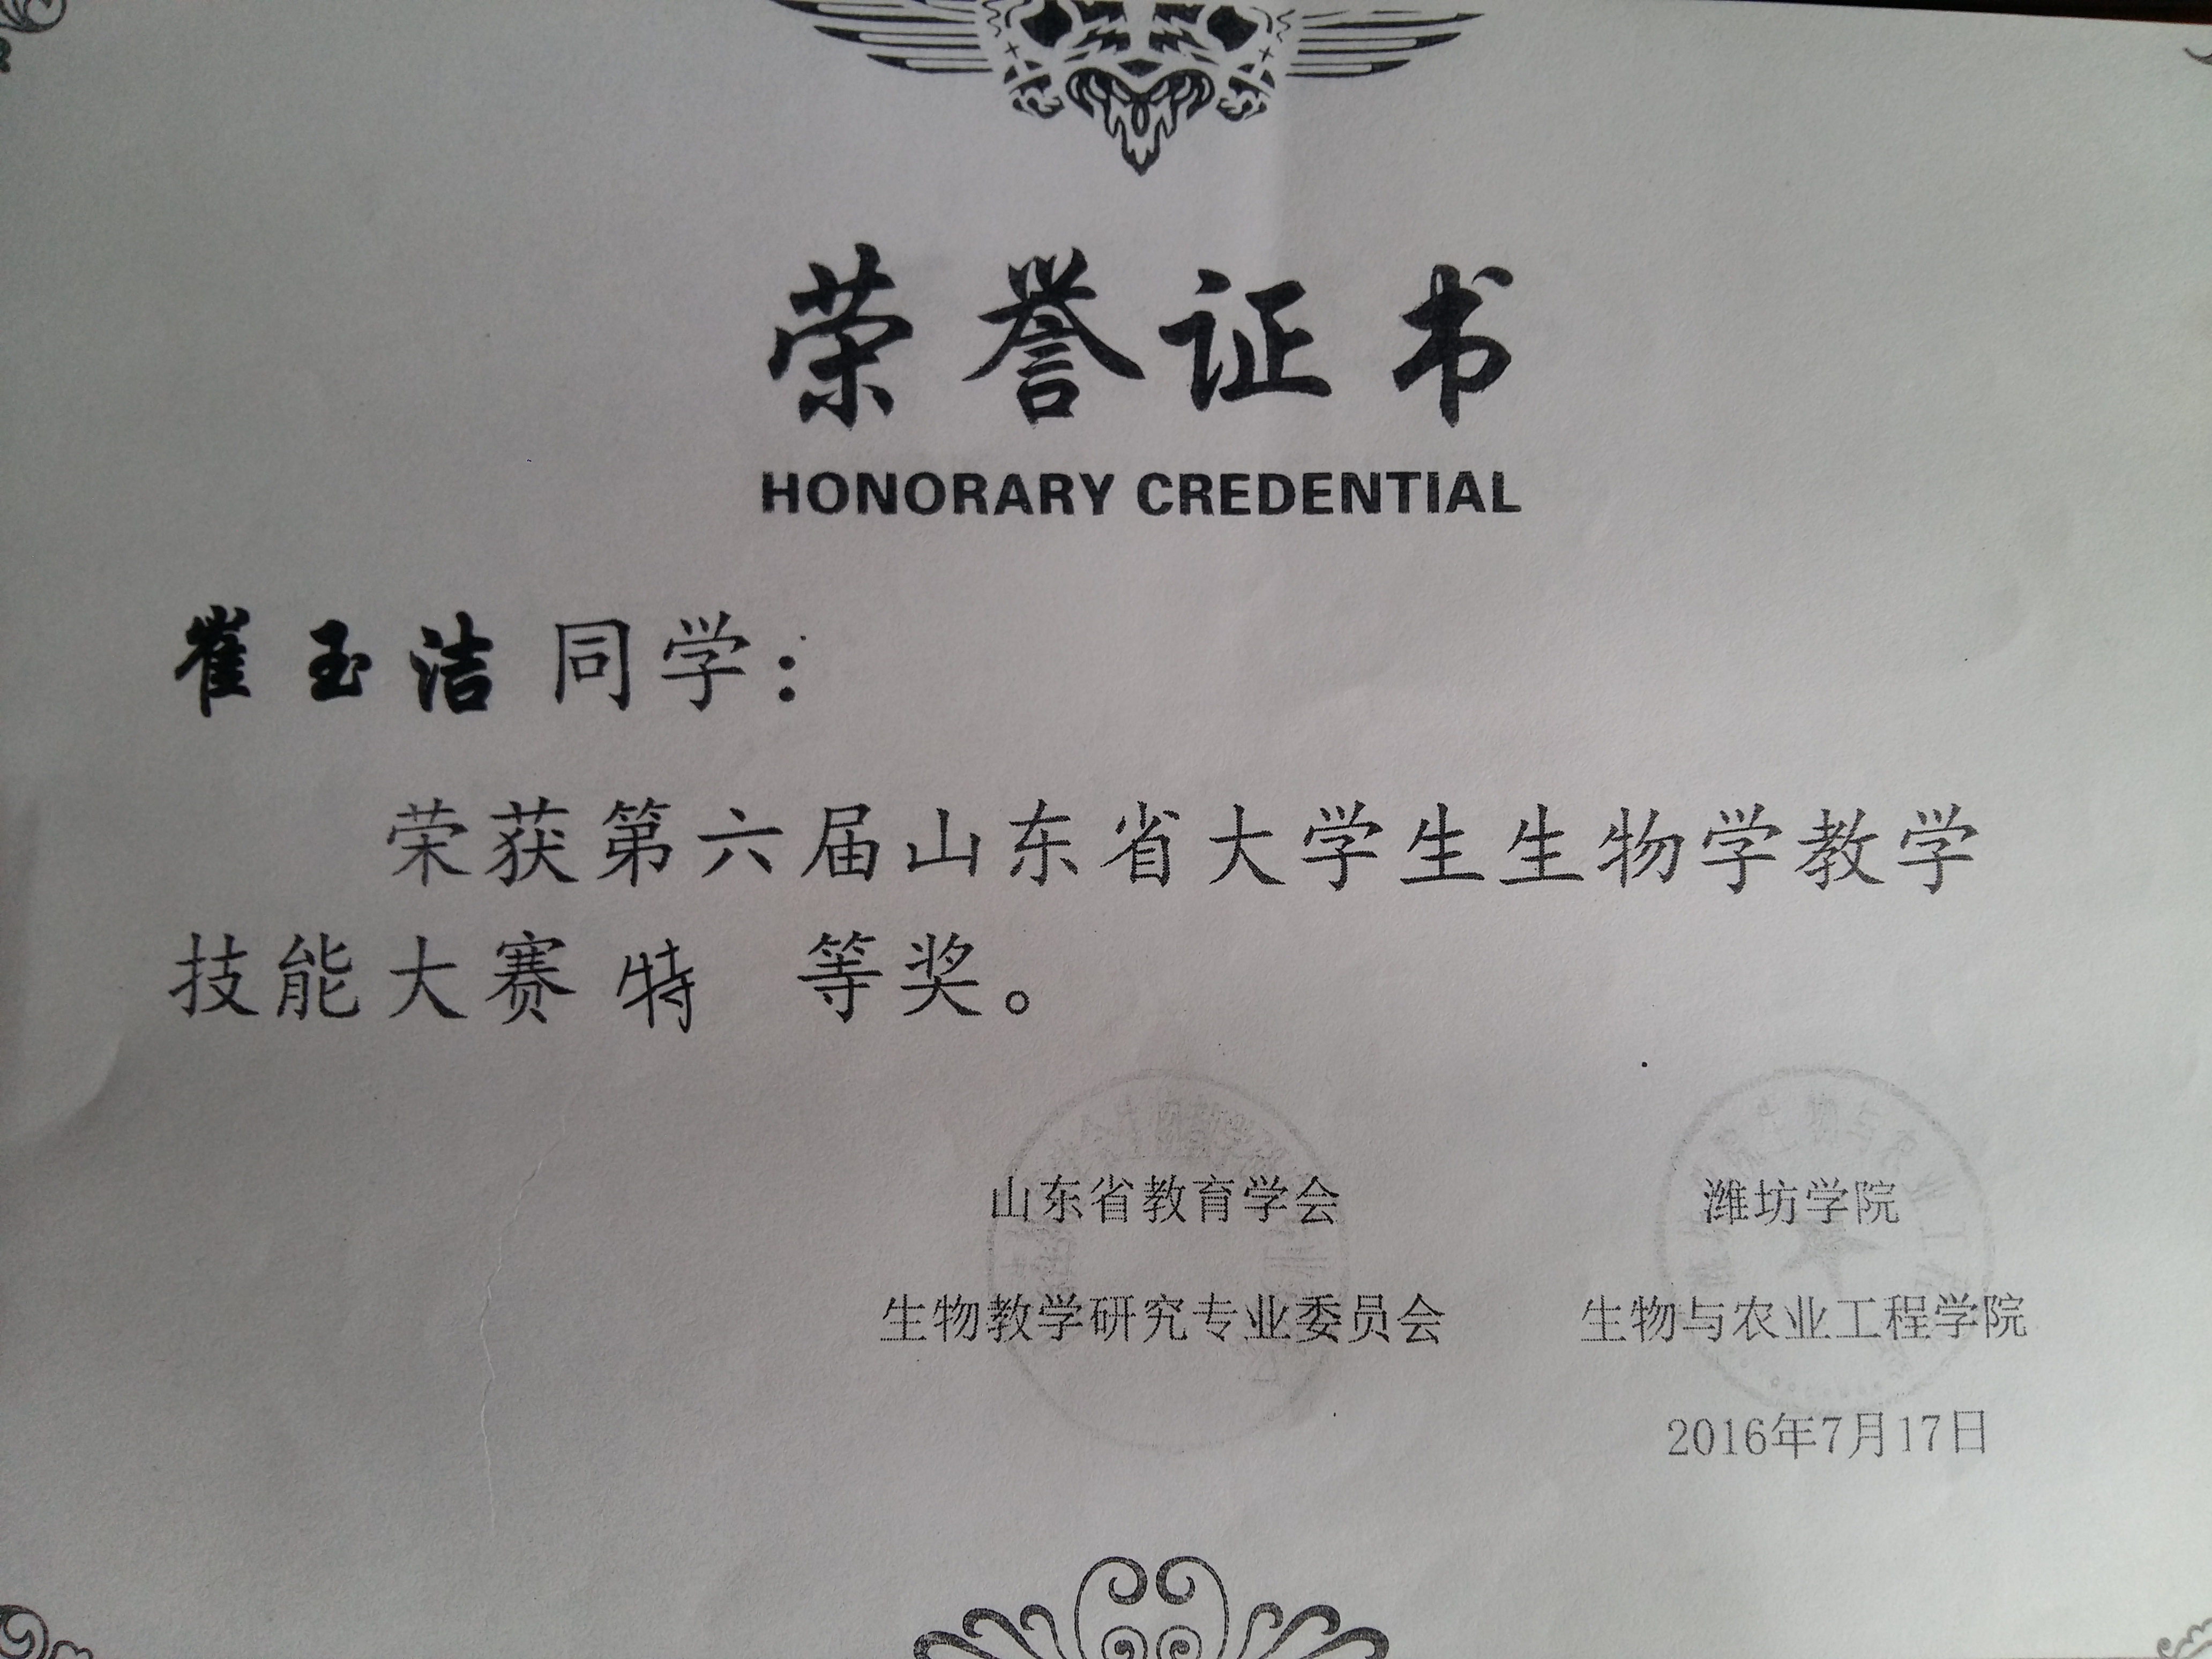 荣誉证书
HONORARY CREDENTIAL
崔玉洁同学：
荣获第六届山东省大学生生物学教学
技能大赛 特 等奖。
山东省教育学会 潍坊学院
生物教学研究专业委员会 生物与农业工程学院
2016年7月17日